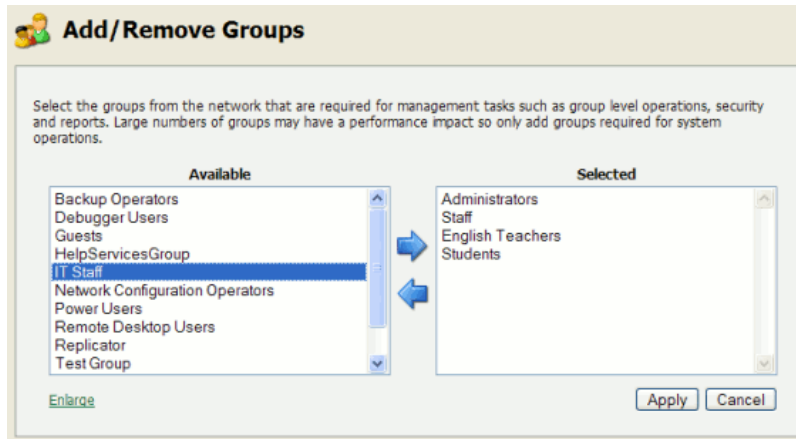 Add/Remove Groups
Select the groups from the network that are required for management tasks such as group level operations, security
and reports. Large numbers of groups may have a performance impact so only add groups required for system
operations.
Available
Backup Operators
Debugger Users
Guests
HelpServicesGroup
IT Staff
Network Configuration Operators
Power Users
Remote Desktop Users
Replicator
Test Group
Selected
Administrators
Staff
English Teachers
Students
Enlarge
Apply
Cancel